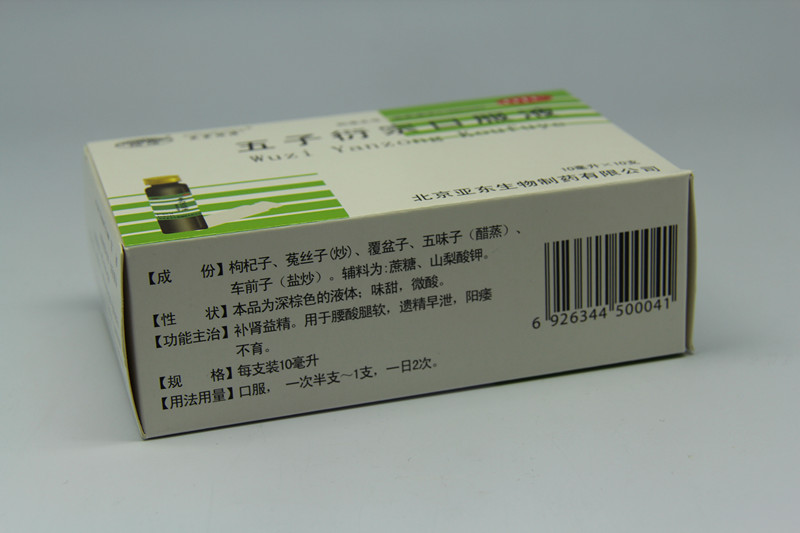 五子衍宗口服液
Wuzi Yanzong Koufuye
10毫升×10支
北京亚东生物制药有限公司
【成 份】枸杞子、菟丝子(炒)、覆盆子、五味子（醋蒸）、
车前子（盐炒）。辅料为:蔗糖、山梨酸钾。
【性 状】本品为深棕色的液体；味甜，微酸。
【功能主治】补肾益精。用于腰酸腿软，遗精早泄，阳痿
不育。
【规 格】每支装10毫升
【用法用量】口服，一次半支～1支，一日2次。
6 926344 500041